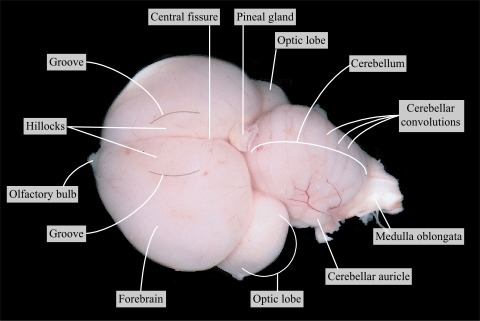 Central fissure
Pineal gland
Optic lobe
Groove
Cerebellum
Cerebellar
convolutions
Hillocks
Olfactory bulb
Groove
Medulla oblongata
Cerebellar auricle
Forebrain
Optic lobe